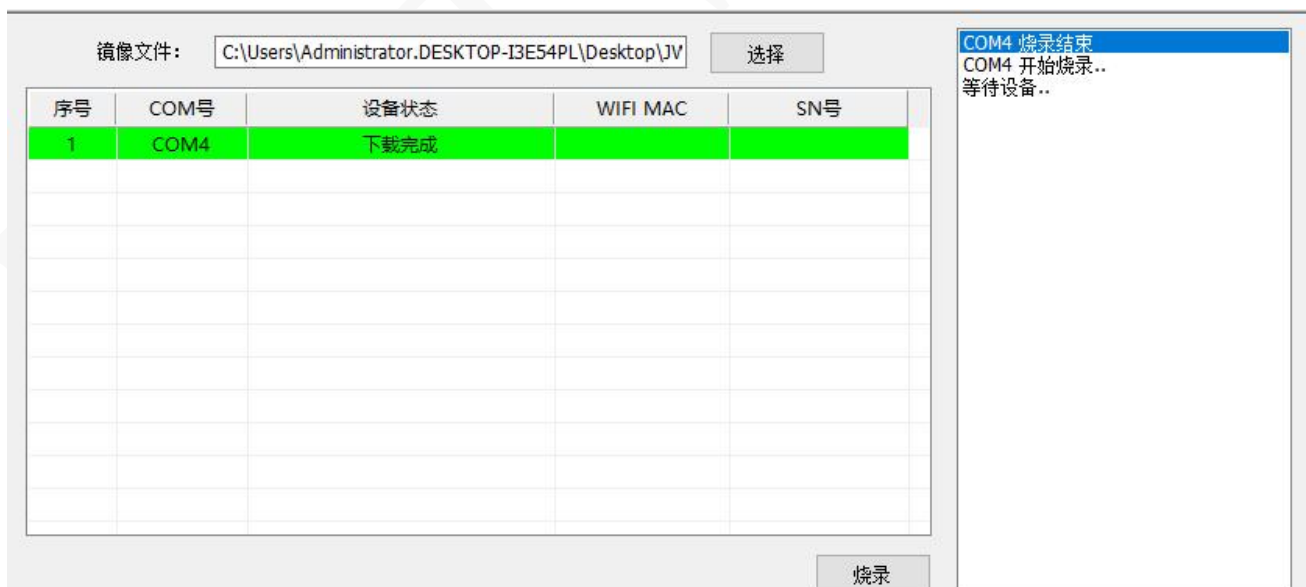 镜像文件: C:\Users\Administrator.DESKTOP-I3E54PL\Desktop\JV 选择
序号 COM号 设备状态 WIFI MAC SN号
1 COM4 下载完成
烧录
COM4 烧录结束
COM4 开始烧录..
等待设备..